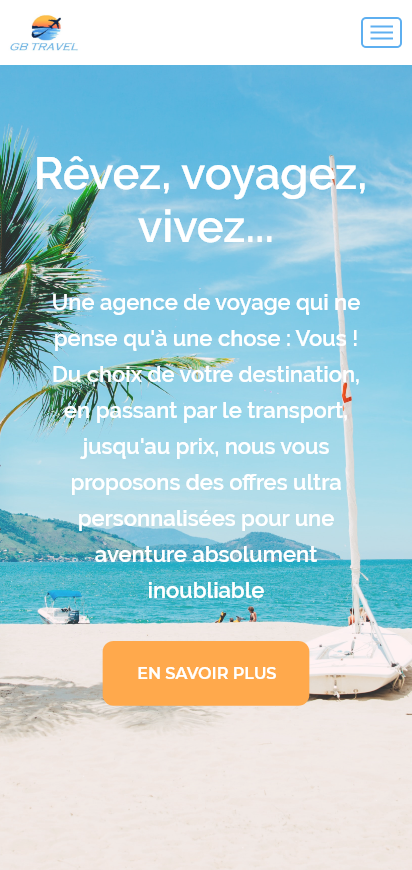 GB TRAVEL
Rêvez, voyagez,
vivez...
Une agence de voyage qui ne
pense qu'à une chose : Vous !
Du choix de votre destination,
en passant par le transport,
jusqu'au prix, nous vous
proposons des offres ultra
personnalisées pour une
aventure absolument
inoubliable
EN SAVOIR PLUS